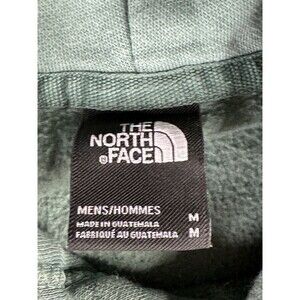 THE
NORTH
FACE
MENS/HOMMES M
MADE IN GUATEMALA
FABRIQUÉ AU GUATEMALA M